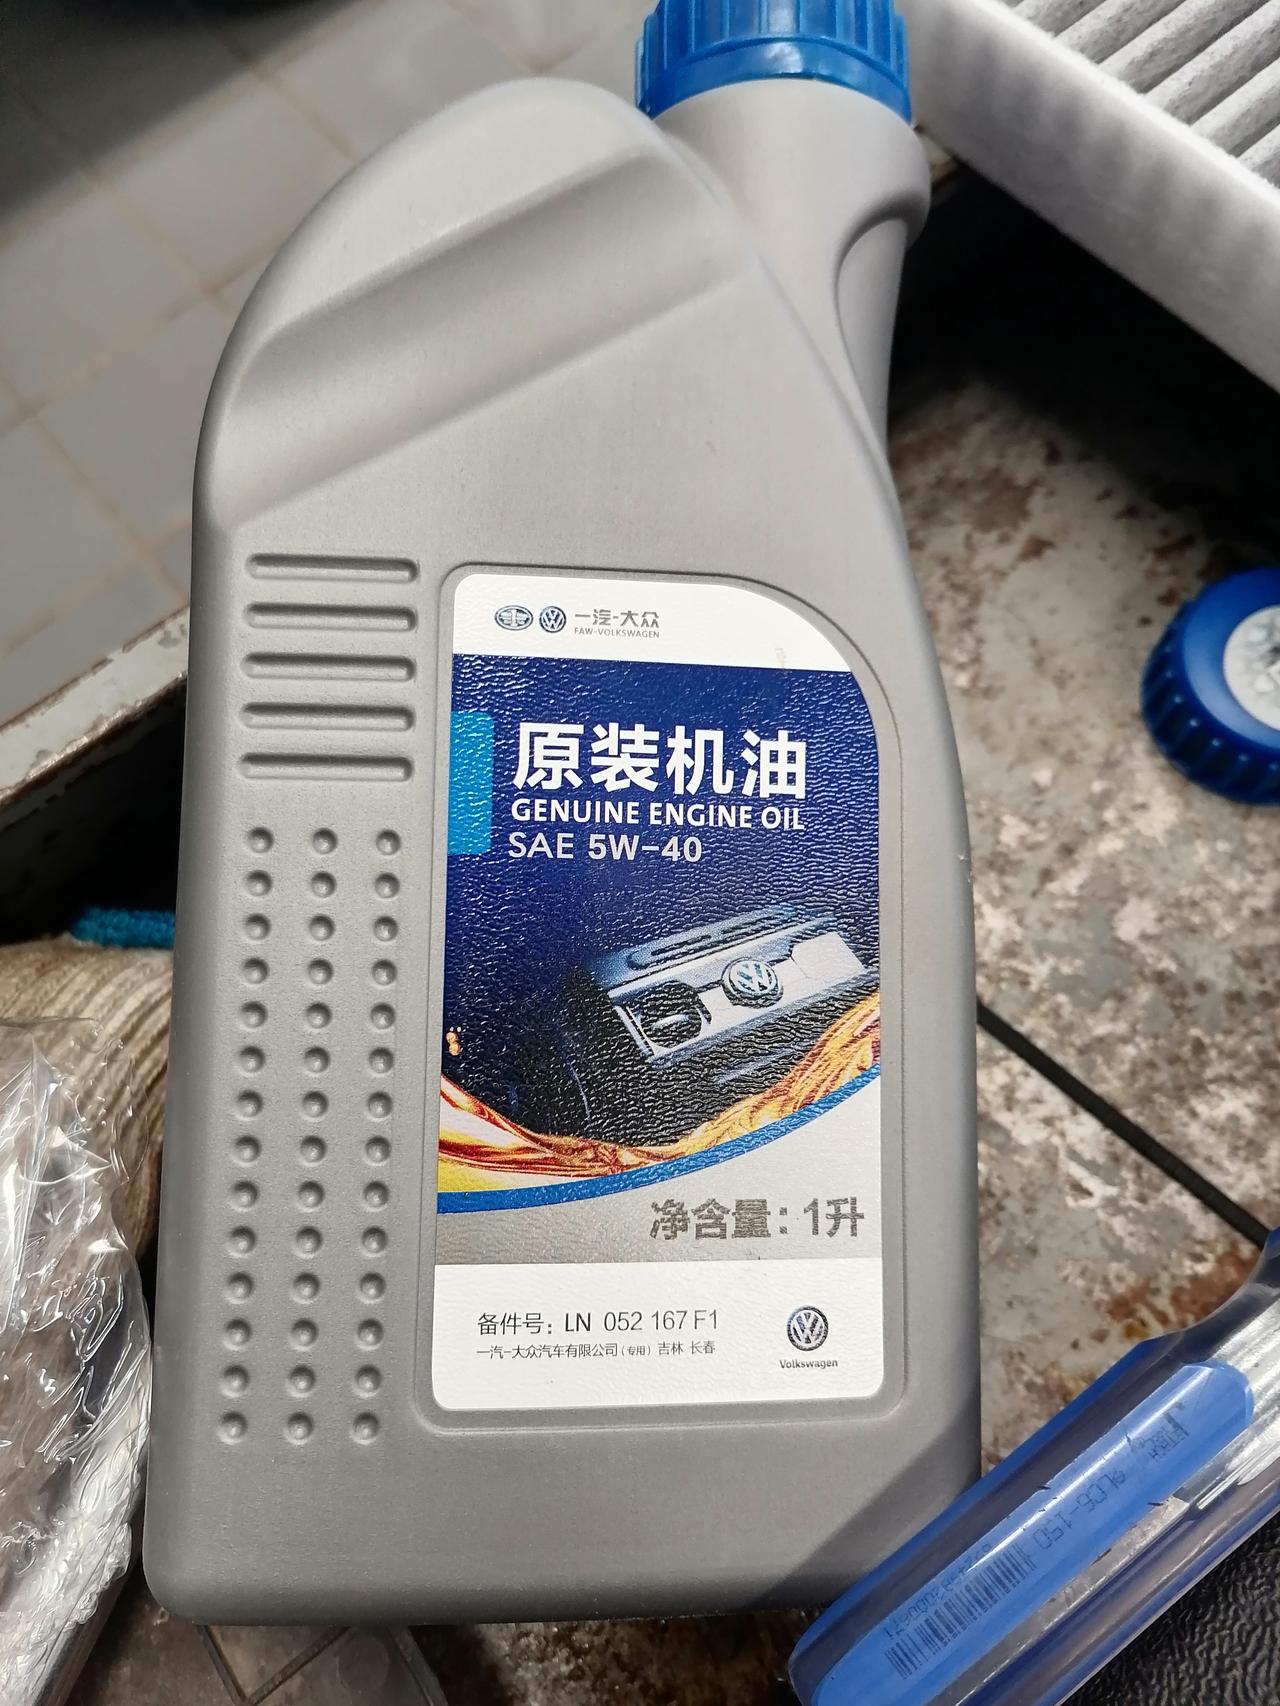 一汽-大众
FAW-VOLKSWAGEN
原装机油
GENUINE ENGINE OIL
SAE 5W-40
净含量：1升
备件号：LN 052 167 F1
一汽-大众汽车有限公司（专用） 吉林 长春
Volkswagen